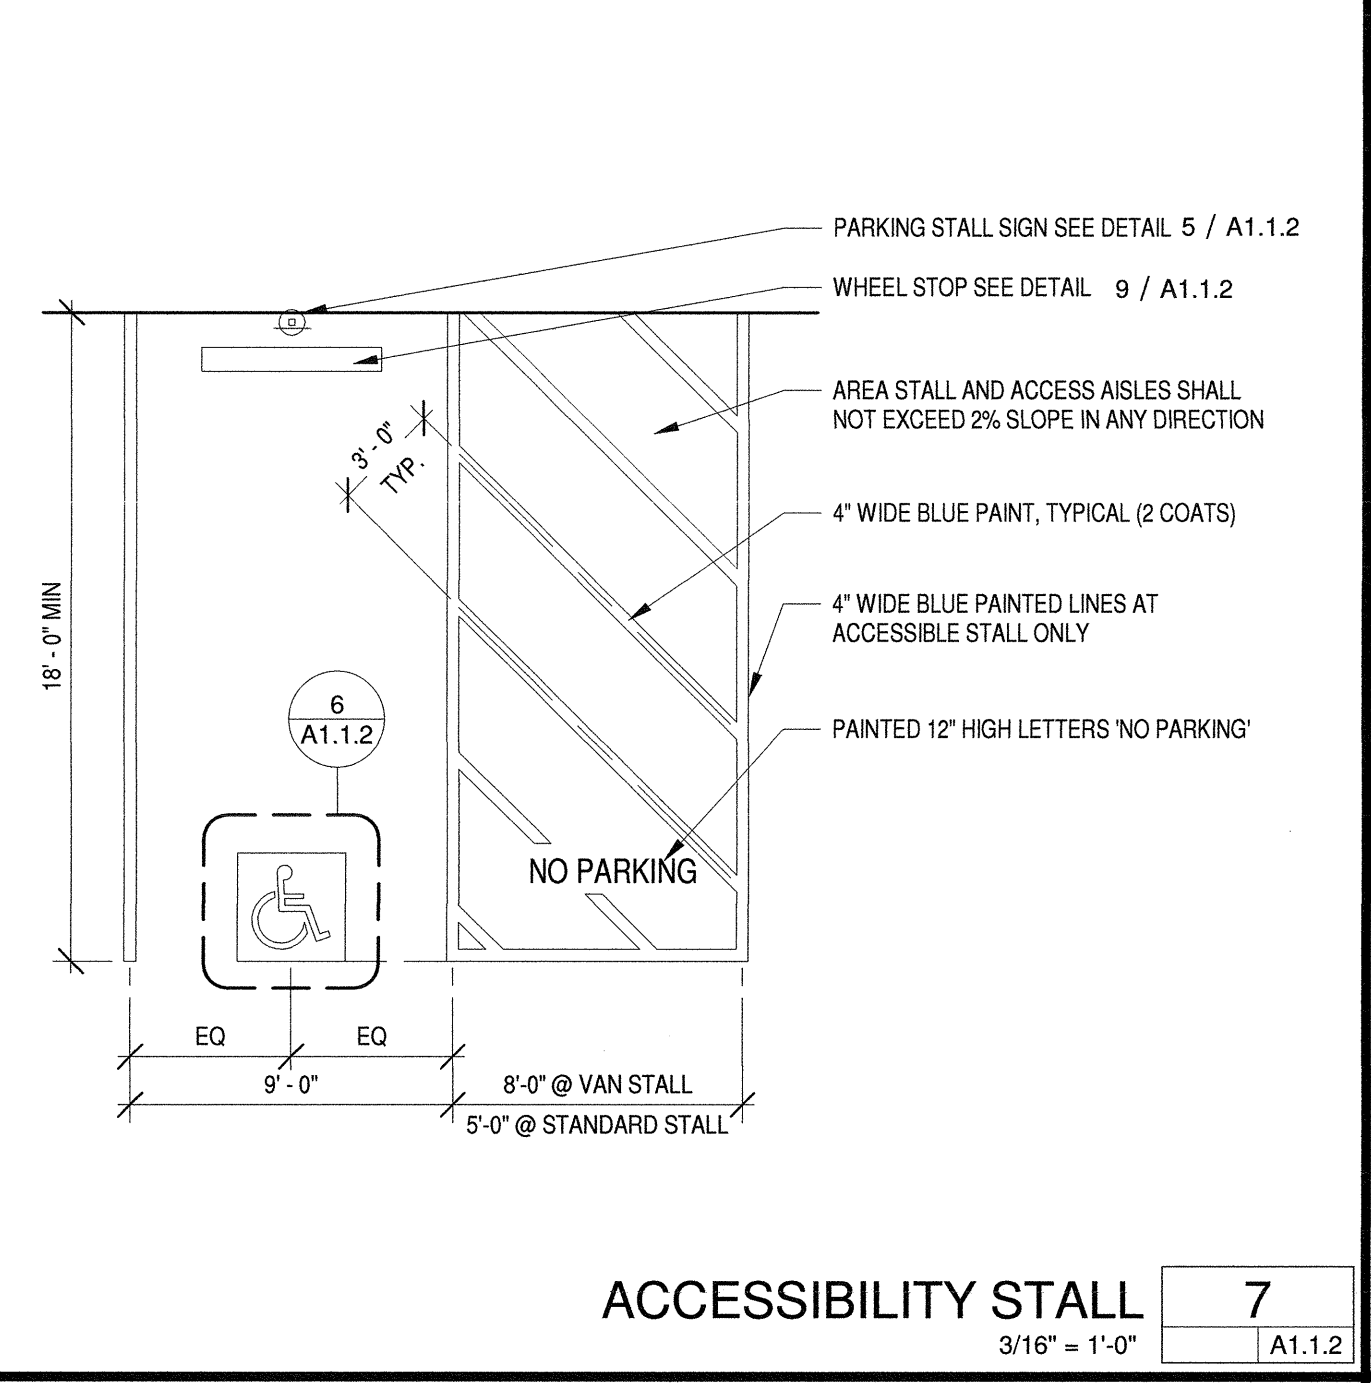 PARKING STALL SIGN SEE DETAIL 5 / A1.1.2
WHEEL STOP SEE DETAIL 9 / A1.1.2
AREA STALL AND ACCESS AISLES SHALL
NOT EXCEED 2% SLOPE IN ANY DIRECTION
3'-0"
TYP.
4" WIDE BLUE PAINT, TYPICAL (2 COATS)
18'-0" MIN
4" WIDE BLUE PAINTED LINES AT
ACCESSIBLE STALL ONLY
6
A1.1.2
PAINTED 12" HIGH LETTERS 'NO PARKING'
NO PARKING
EQ EQ
9'-0"
8'-0" @ VAN STALL
5'-0" @ STANDARD STALL
ACCESSIBILITY STALL
3/16" = 1'-0"
7
A1.1.2